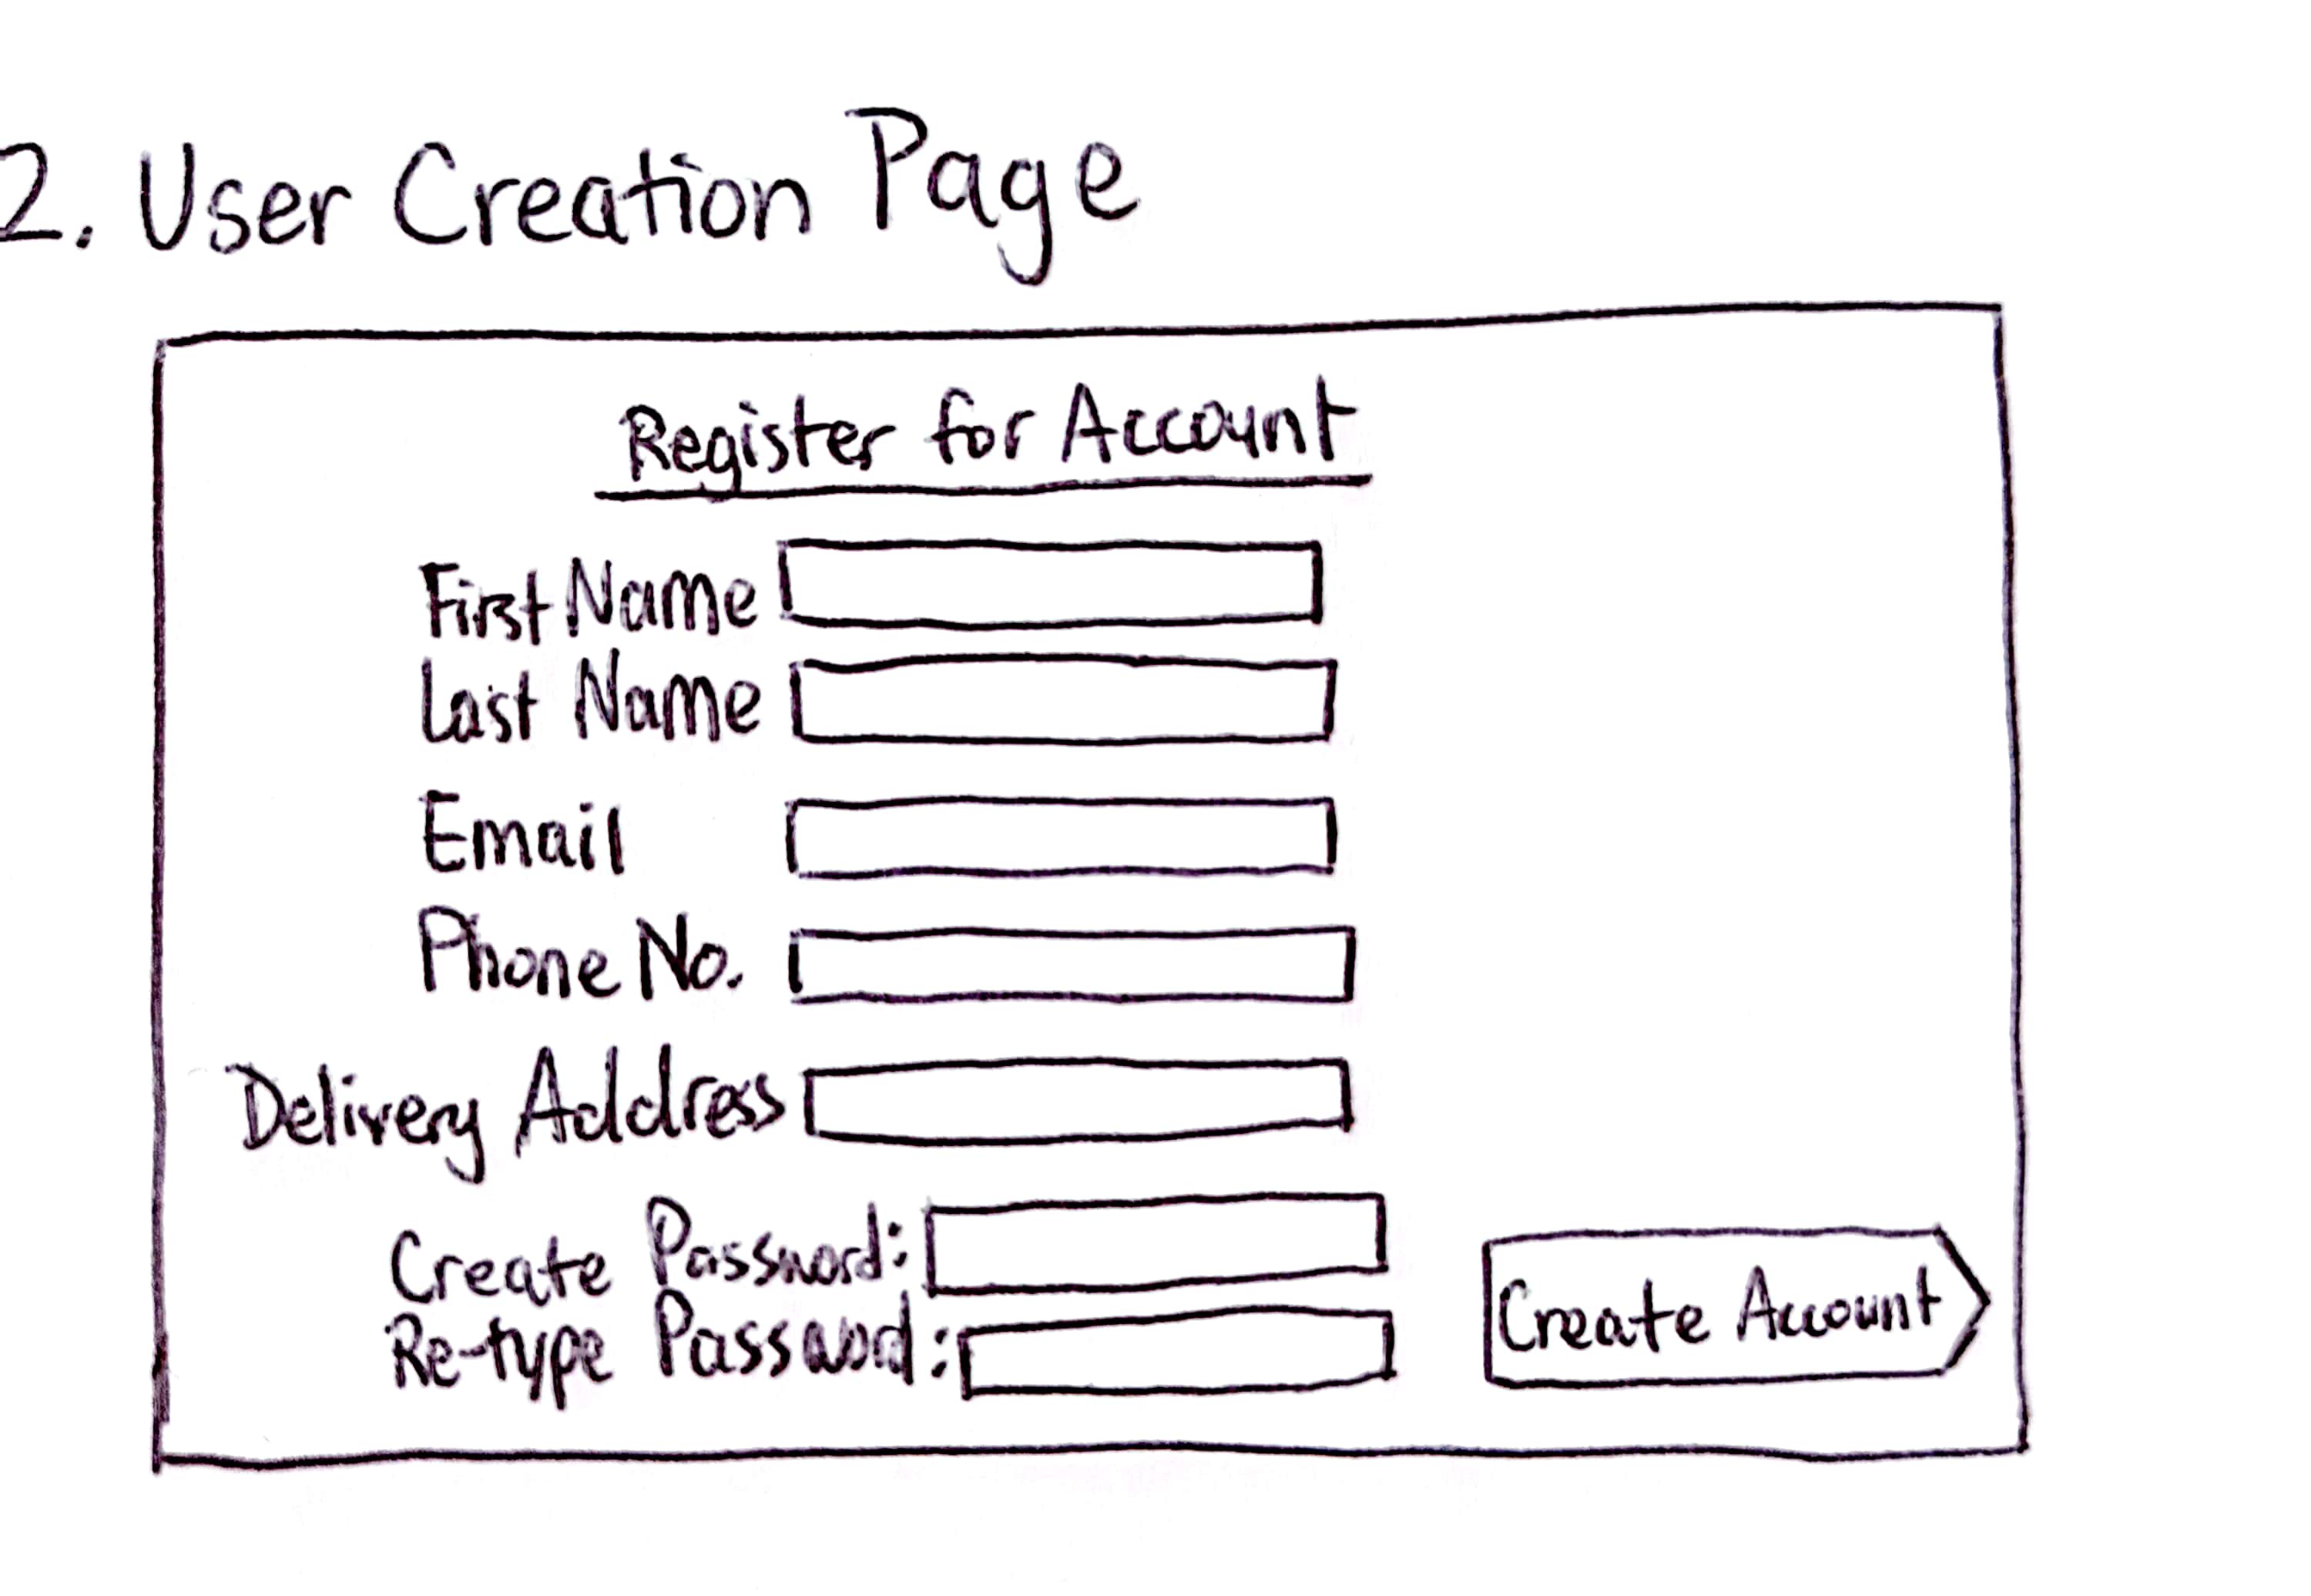 2. User Creation Page
Register for Account
First Name
Last Name
Email
Phone No.
Delivery Address
Create Password:
Re-type Password:
Create Account